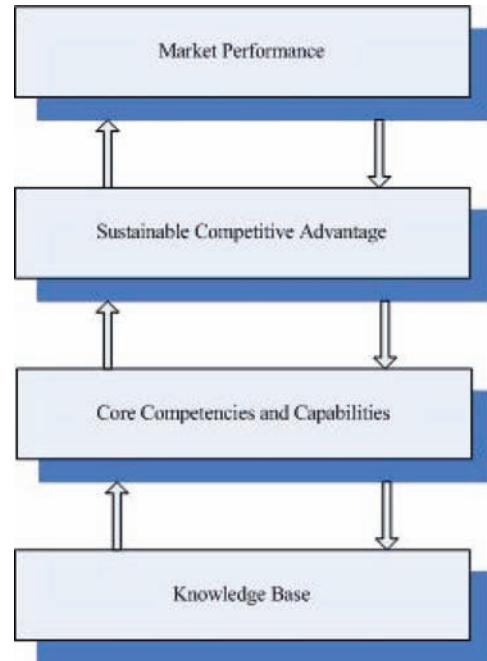 Market Performance
Sustainable Competitive Advantage
Core Competencies and Capabilities
Knowledge Base